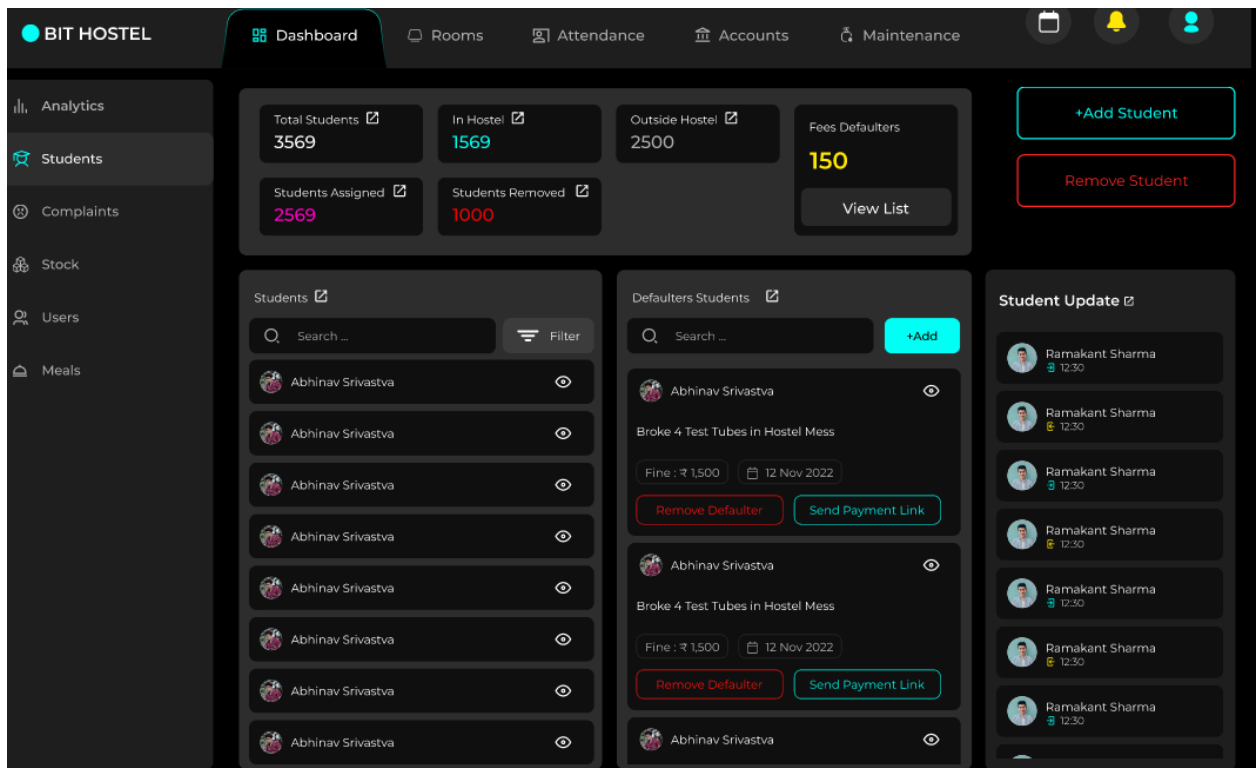 BIT HOSTEL
Dashboard
Rooms
Attendance
Accounts
Maintenance
Analytics
Students
Complaints
Stock
Users
Meals
Total Students
3569
In Hostel
1569
Outside Hostel
2500
Fees Defaulters
150
View List
Students Assigned
2569
Students Removed
1000
+Add Student
Remove Student
Students
Search ...
Filter
Abhinav Srivastva
Abhinav Srivastva
Abhinav Srivastva
Abhinav Srivastva
Abhinav Srivastva
Abhinav Srivastva
Abhinav Srivastva
Abhinav Srivastva
Defaulters Students
Search ...
+Add
Abhinav Srivastva
Broke 4 Test Tubes in Hostel Mess
Fine : ₹ 1,500
12 Nov 2022
Remove Defaulter
Send Payment Link
Abhinav Srivastva
Broke 4 Test Tubes in Hostel Mess
Fine : ₹ 1,500
12 Nov 2022
Remove Defaulter
Send Payment Link
Abhinav Srivastva
Student Update
Ramakant Sharma
12:30
Ramakant Sharma
12:30
Ramakant Sharma
12:30
Ramakant Sharma
12:30
Ramakant Sharma
12:30
Ramakant Sharma
12:30
Ramakant Sharma
12:30